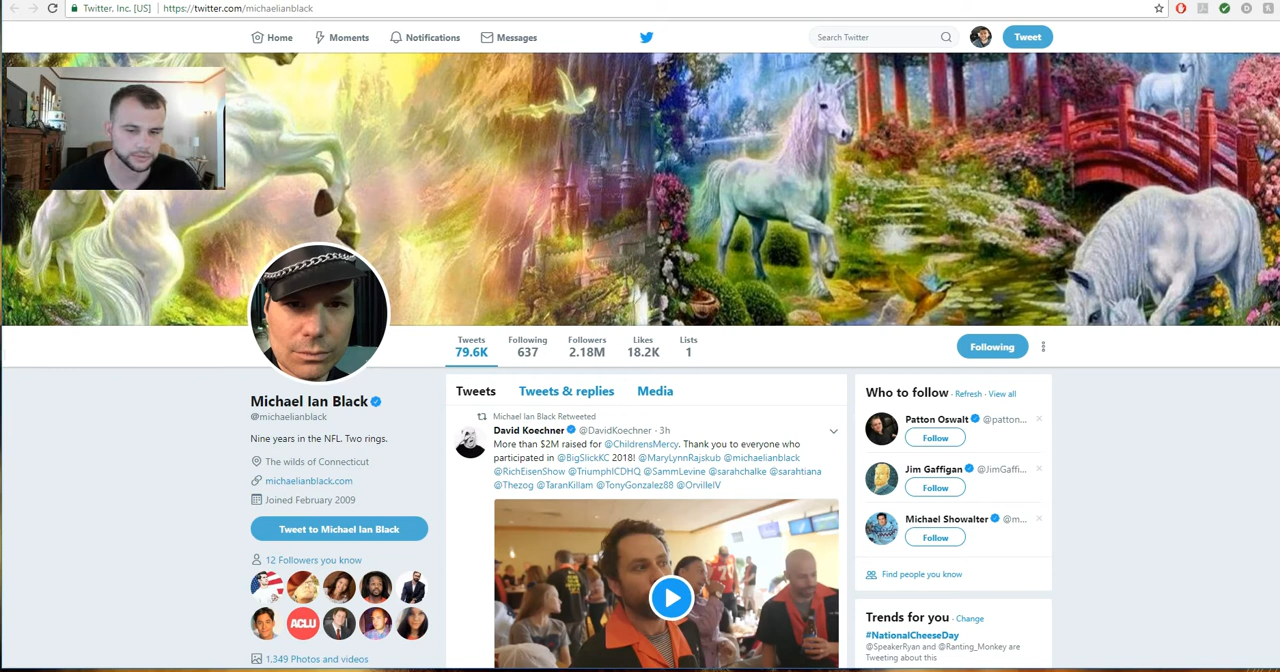 Twitter, Inc. [US]
https://twitter.com/michaelianblack
Home
Moments
Notifications
Messages
Search Twitter
Tweet
Tweets
79.6K
Following
637
Followers
2.18M
Likes
18.2K
Lists
1
Following
Michael Ian Black
@michaelianblack
Nine years in the NFL. Two rings.
The wilds of Connecticut
michaelianblack.com
Joined February 2009
Tweet to Michael Ian Black
12 Followers you know
ACLU
1,349 Photos and videos
Tweets
Tweets & replies
Media
Michael Ian Black Retweeted
David Koechner @DavidKoechner · 3h
More than $2M raised for @ChildrensMercy. Thank you to everyone who
participated in @BigSlickKC 2018! @MaryLynnRajskub @michaelianblack
@RichEisenShow @TriumphICDHQ @SammLevine @sarahchalke @sarahtiana
@Thezog @TaranKillam @TonyGonzalez88 @OrvilleIV
Who to follow · Refresh · View all
Patton Oswalt @patton...
Follow
Jim Gaffigan @JimGaffi...
Follow
Michael Showalter @m...
Follow
Find people you know
Trends for you · Change
#NationalCheeseDay
@SpeakerRyan and @Ranting_Monkey are
Tweeting about this